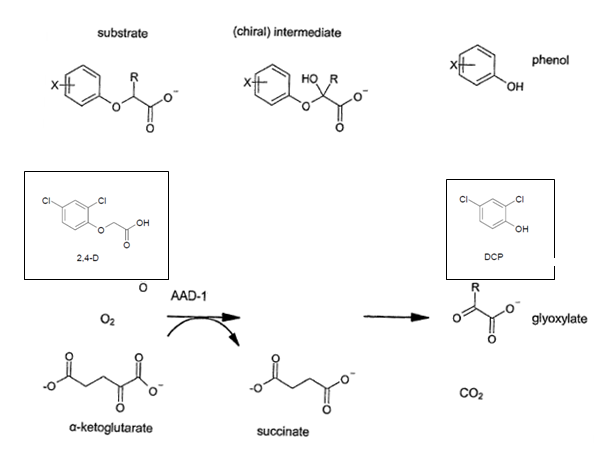 substrate
(chiral) intermediate
phenol
X
R
O
O⁻
O
X
HO
R
O
O⁻
O
X
OH
Cl
Cl
O
OH
O
2,4-D
Cl
Cl
OH
DCP
O
AAD-1
O₂
R
O
O⁻
O
glyoxylate
O
O
-O
O⁻
O
α-ketoglutarate
O
-O
O⁻
O
succinate
CO₂